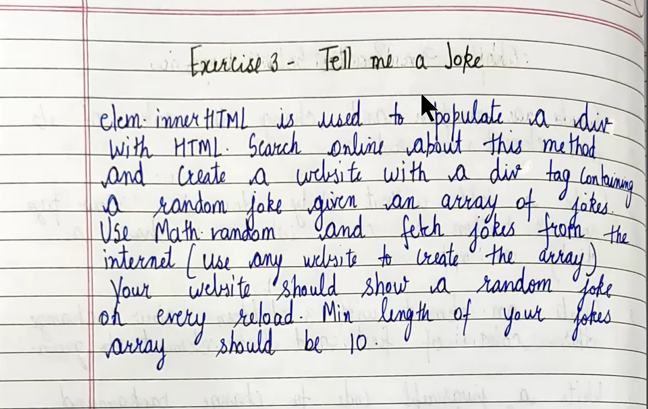 Exercise 3 - Tell me a Joke
elem.innerHTML is used to populate a div
with HTML. Search online about this method
and create a website with a div tag containing
a random joke given an array of jokes.
Use Math.random and fetch jokes from the
internet (use any website to create the array)
Your website should show a random joke
on every reload. Min length of your jokes
array should be 10.